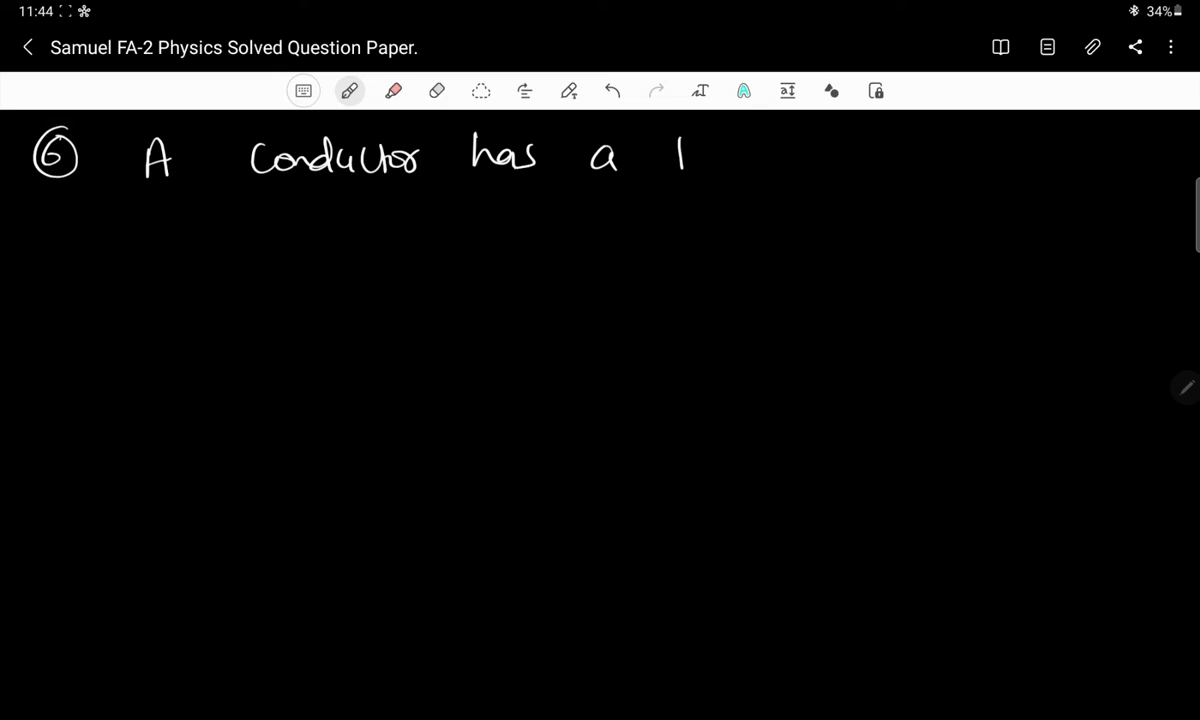 11:44 34%
Samuel FA-2 Physics Solved Question Paper.
6 A conductor has a l